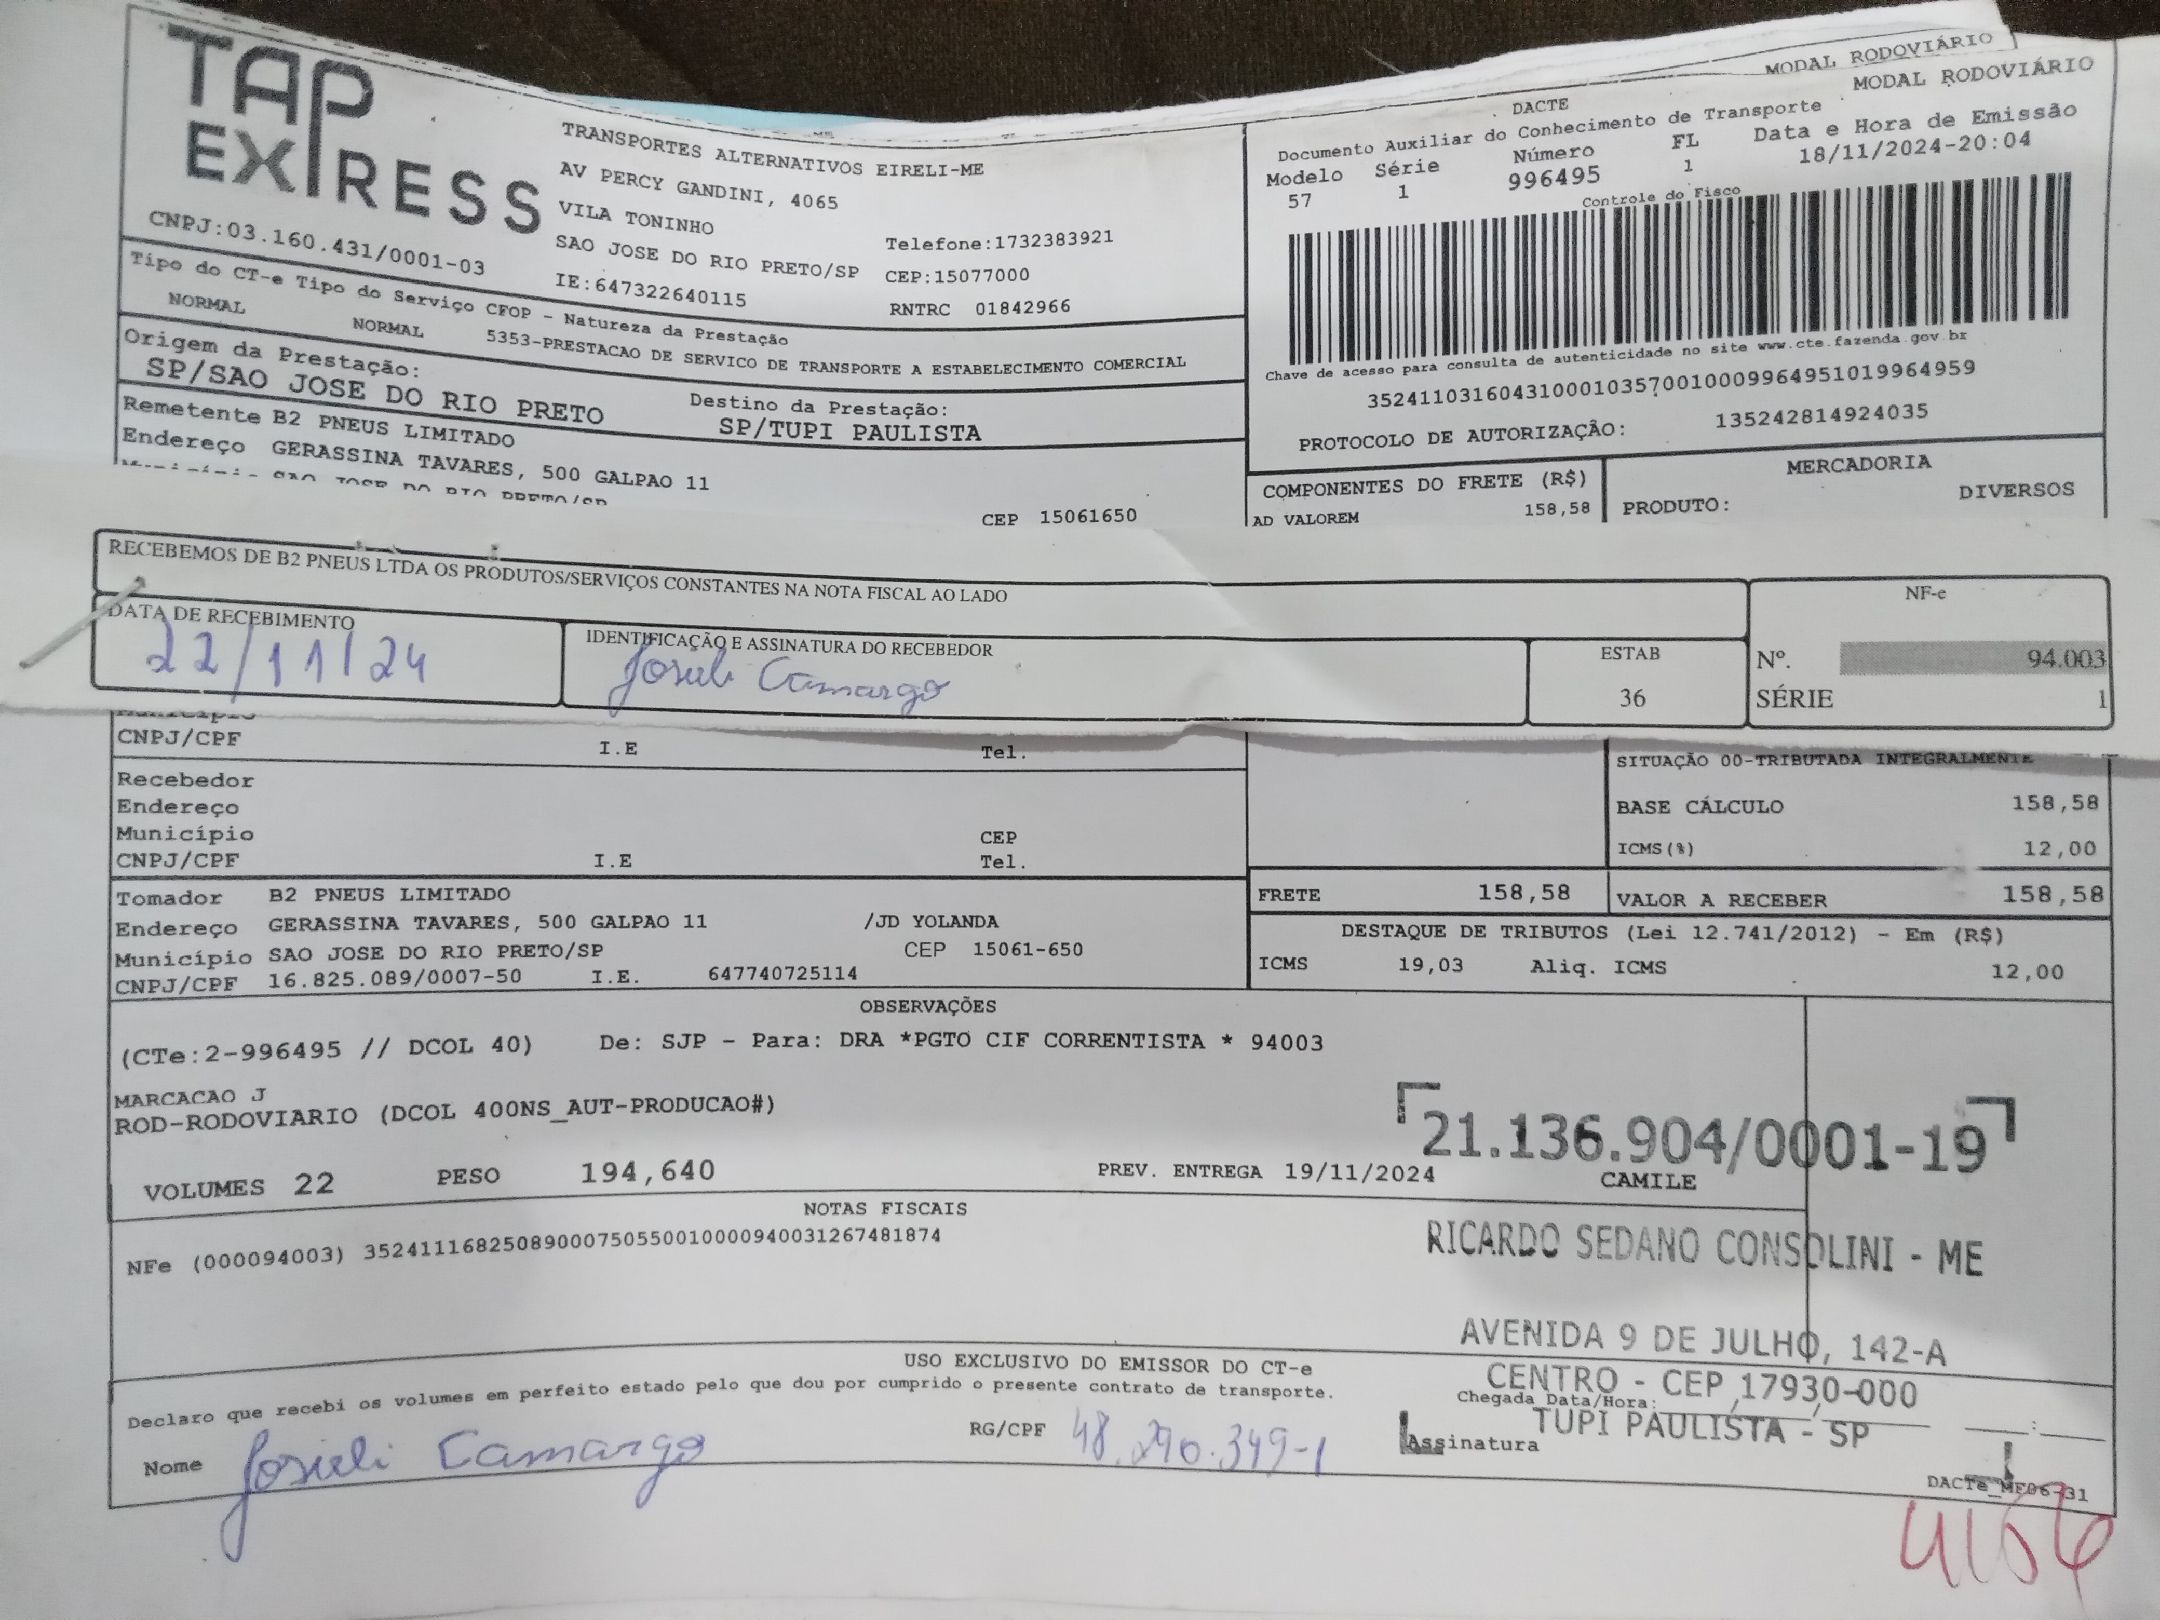 MODAL RODOVIÁRIO
MODAL RODOVIÁRIO
TAP EXPRESS
CNPJ:03.160.431/0001-03
TRANSPORTES ALTERNATIVOS EIRELI-ME
AV PERCY GANDINI, 4065
VILA TONINHO
SAO JOSE DO RIO PRETO/SP
IE:647322640115
Telefone:1732383921
CEP:15077000
RNTRC 01842966
DACTE
Documento Auxiliar do Conhecimento de Transporte
Modelo Série Número FL Data e Hora de Emissão
57 1 996495 1 18/11/2024-20:04
Controle do Fisco
Chave de acesso para consulta de autenticidade no site www.cte.fazenda.gov.br
35241103160431000103570010009964951019964959
PROTOCOLO DE AUTORIZAÇÃO: 135242814924035
Tipo do CT-e Tipo do Serviço CFOP - Natureza da Prestação
NORMAL NORMAL 5353-PRESTACAO DE SERVICO DE TRANSPORTE A ESTABELECIMENTO COMERCIAL
Origem da Prestação: Destino da Prestação:
SP/SAO JOSE DO RIO PRETO SP/TUPI PAULISTA
Remetente B2 PNEUS LIMITADO
Endereço GERASSINA TAVARES, 500 GALPAO 11
Município SAO JOSE DO RIO PRETO/SP CEP 15061650
COMPONENTES DO FRETE (R$)
AD VALOREM 158,58
MERCADORIA
PRODUTO: DIVERSOS
RECEBEMOS DE B2 PNEUS LTDA OS PRODUTOS/SERVIÇOS CONSTANTES NA NOTA FISCAL AO LADO
DATA DE RECEBIMENTO
22/11/24
IDENTIFICAÇÃO E ASSINATURA DO RECEBEDOR
Josieli Camargo
ESTAB
36
NF-e
Nº. 94.003
SÉRIE 1
Município
CNPJ/CPF I.E Tel.
Recebedor
Endereço
Município CEP
CNPJ/CPF I.E Tel.
SITUAÇÃO 00-TRIBUTADA INTEGRALMENTE
BASE CÁLCULO 158,58
ICMS(%) 12,00
Tomador B2 PNEUS LIMITADO
Endereço GERASSINA TAVARES, 500 GALPAO 11 /JD YOLANDA
Município SAO JOSE DO RIO PRETO/SP CEP 15061-650
CNPJ/CPF 16.825.089/0007-50 I.E. 647740725114
FRETE 158,58 VALOR A RECEBER 158,58
DESTAQUE DE TRIBUTOS (Lei 12.741/2012) - Em (R$)
ICMS 19,03 Aliq. ICMS 12,00
OBSERVAÇÕES
(CTe:2-996495 // DCOL 40) De: SJP - Para: DRA *PGTO CIF CORRENTISTA * 94003
MARCACAO J
ROD-RODOVIARIO (DCOL 400NS_AUT-PRODUCAO#)
VOLUMES 22 PESO 194,640 PREV. ENTREGA 19/11/2024 CAMILE
21.136.904/0001-19
NOTAS FISCAIS
NFe (000094003) 35241116825089000750550010000940031267481874
RICARDO SEDANO CONSOLINI - ME
AVENIDA 9 DE JULHO, 142-A
CENTRO - CEP 17930-000
TUPI PAULISTA - SP
USO EXCLUSIVO DO EMISSOR DO CT-e
Declaro que recebi os volumes em perfeito estado pelo que dou por cumprido o presente contrato de transporte.
Chegada Data/Hora:
Nome Josieli Camargo RG/CPF 48.290.349-1 Assinatura
DACTe_ME06-31